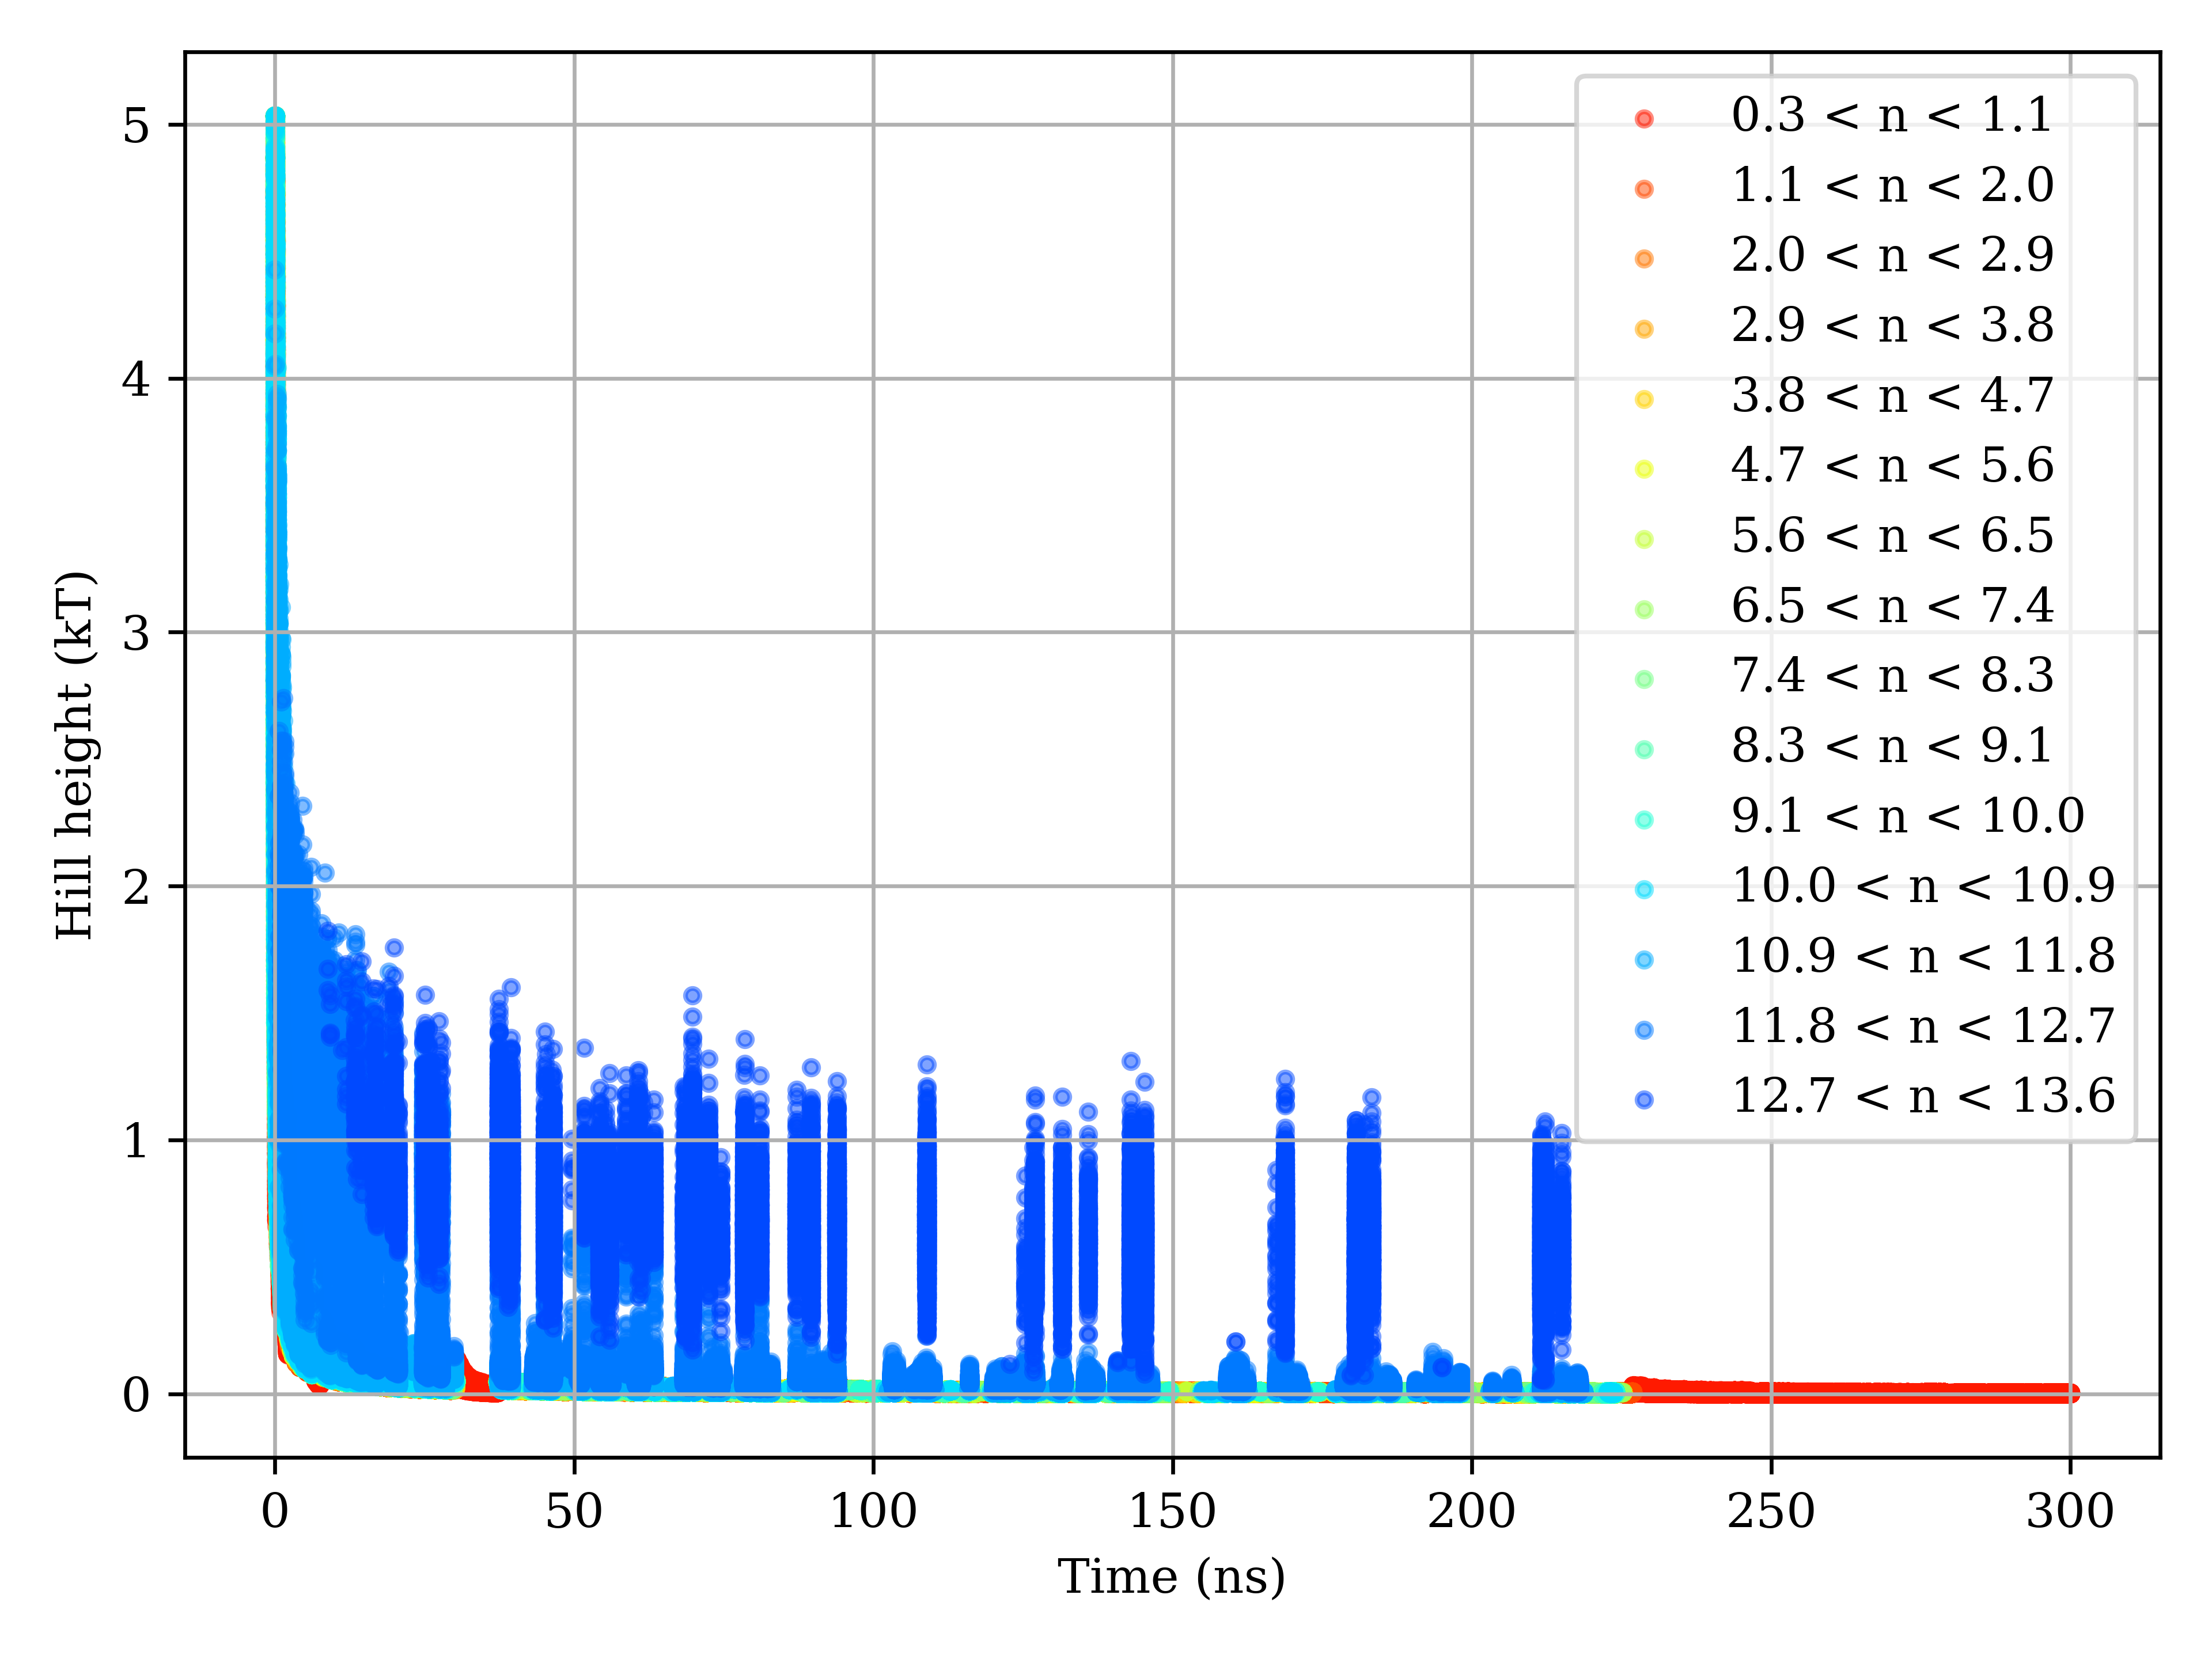 5
4
3
2
1
0
Hill height (kT)
0 50 100 150 200 250 300
Time (ns)
0.3 < n < 1.1
1.1 < n < 2.0
2.0 < n < 2.9
2.9 < n < 3.8
3.8 < n < 4.7
4.7 < n < 5.6
5.6 < n < 6.5
6.5 < n < 7.4
7.4 < n < 8.3
8.3 < n < 9.1
9.1 < n < 10.0
10.0 < n < 10.9
10.9 < n < 11.8
11.8 < n < 12.7
12.7 < n < 13.6